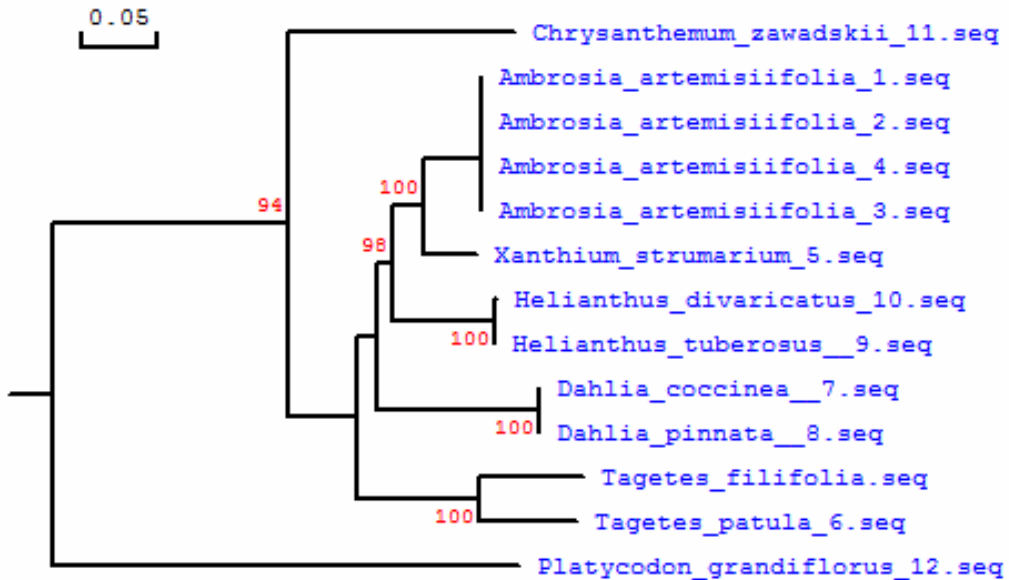 0.05
Chrysanthemum_zawadskii_11.seq
Ambrosia_artemisiifolia_1.seq
Ambrosia_artemisiifolia_2.seq
Ambrosia_artemisiifolia_4.seq
100
94
Ambrosia_artemisiifolia_3.seq
98
Xanthium_strumarium_5.seq
Helianthus_divaricatus_10.seq
100
Helianthus_tuberosus__9.seq
Dahlia_coccinea__7.seq
100
Dahlia_pinnata__8.seq
Tagetes_filifolia.seq
100
Tagetes_patula_6.seq
Platycodon_grandiflorus_12.seq